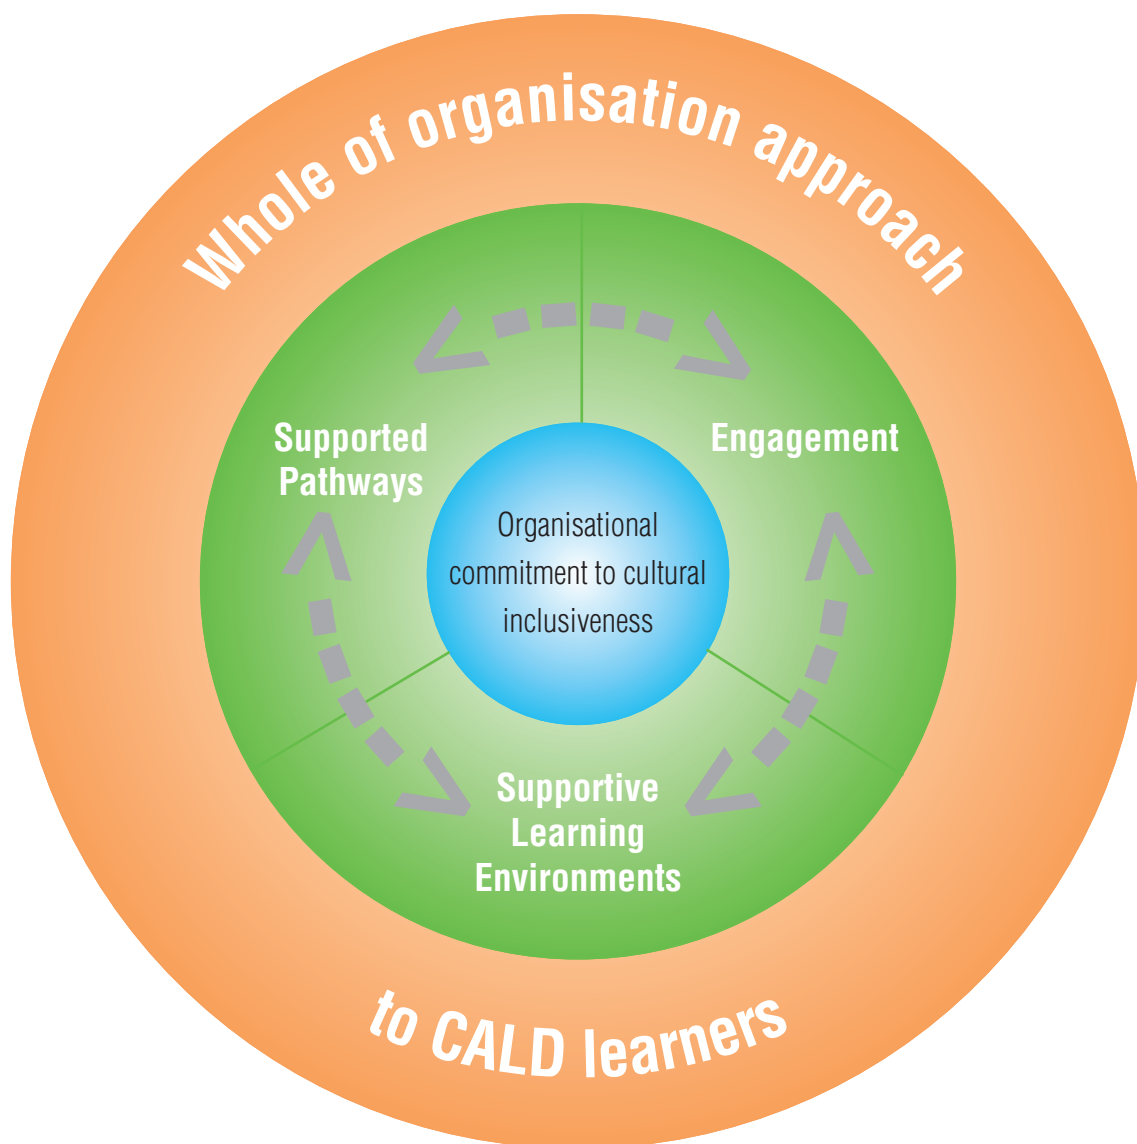 Whole of organisation approach
Supported
Pathways
Engagement
Organisational
commitment to cultural
inclusiveness
Supportive
Learning
Environments
to CALD learners